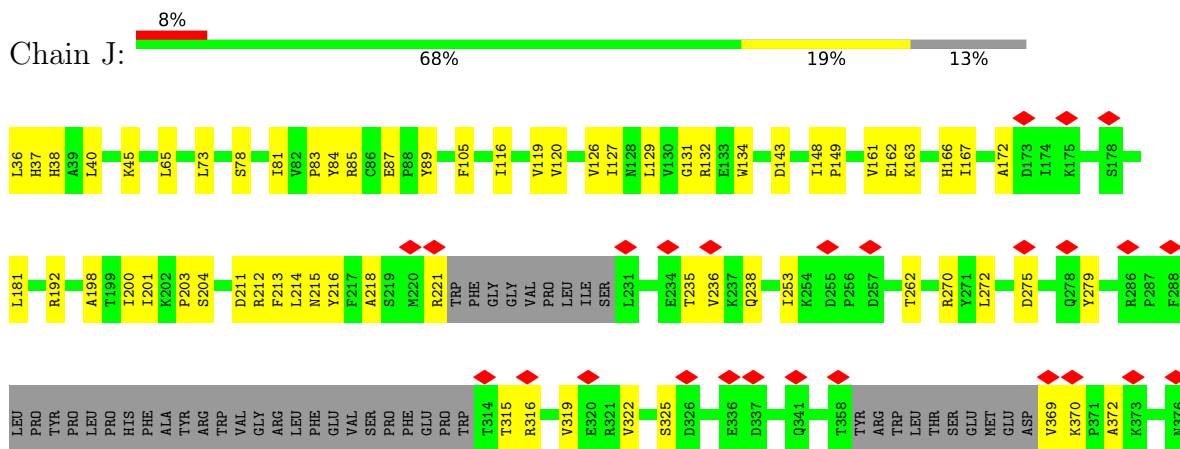 8%
Chain J:
68% 19% 13%
L36 H37 H38 A39 L40 K45 L65 L73 S78 I81 V82 P83 Y84 R85 C86 E87 P88 Y89 F105 I116 V119 V120 V126 I127 N128 L129 V130 G131 R132 E133 W134 D143 I148 P149 V161 E162 K163 H166 I167 A172 D173 I174 K175 S178
L181 R192 A198 T199 I200 I201 K202 P203 S204 D211 R212 F213 L214 N215 Y216 F217 A218 S219 M220 R221 TRP PHE GLY GLY VAL PRO LEU ILE SER L231 E234 T235 V236 K237 Q238 I253 K254 D255 P256 D257 T262 R270 Y271 L272 D275 Q278 Y279 R286 P287 F288
LEU PRO TYR PRO LEU PRO HIS PHE ALA TYR ARG TRP VAL GLY ARG LEU PHE GLU VAL SER PRO PHE GLU PRO TRP T314 T315 R316 V319 E320 R321 V322 S325 D326 E336 D337 Q341 T358 TYR ARG TRP LEU THR SER GLU MET GLU ASP V369 K370 P371 A372 K373 N376